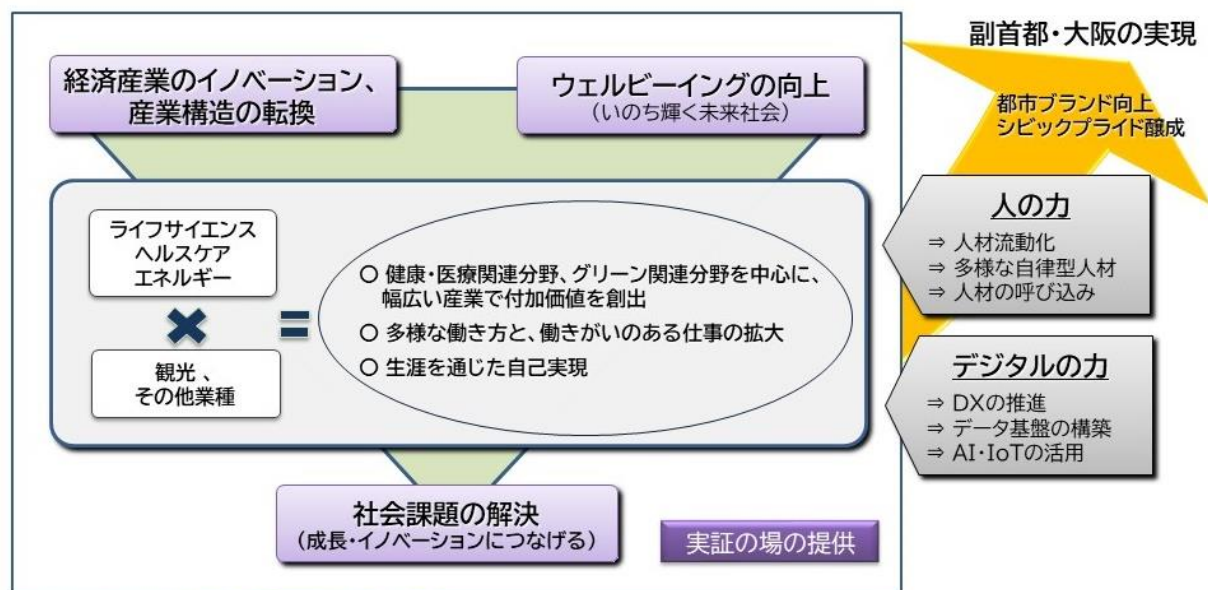 副首都・大阪の実現
都市ブランド向上
シビックプライド醸成
経済産業のイノベーション、
産業構造の転換
ウェルビーイングの向上
(いのち輝く未来社会)
ライフサイエンス
ヘルスケア
エネルギー
×
観光 、
その他業種
=
○ 健康・医療関連分野、グリーン関連分野を中心に、
幅広い産業で付加価値を創出
○ 多様な働き方と、働きがいのある仕事の拡大
○ 生涯を通じた自己実現
人の力
⇒ 人材流動化
⇒ 多様な自律型人材
⇒ 人材の呼び込み
デジタルの力
⇒ DXの推進
⇒ データ基盤の構築
⇒ AI・IoTの活用
社会課題の解決
(成長・イノベーションにつなげる)
実証の場の提供